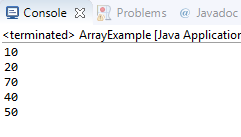 Console Problems @ Javadoc
<terminated> ArrayExample [Java Application
10
20
70
40
50